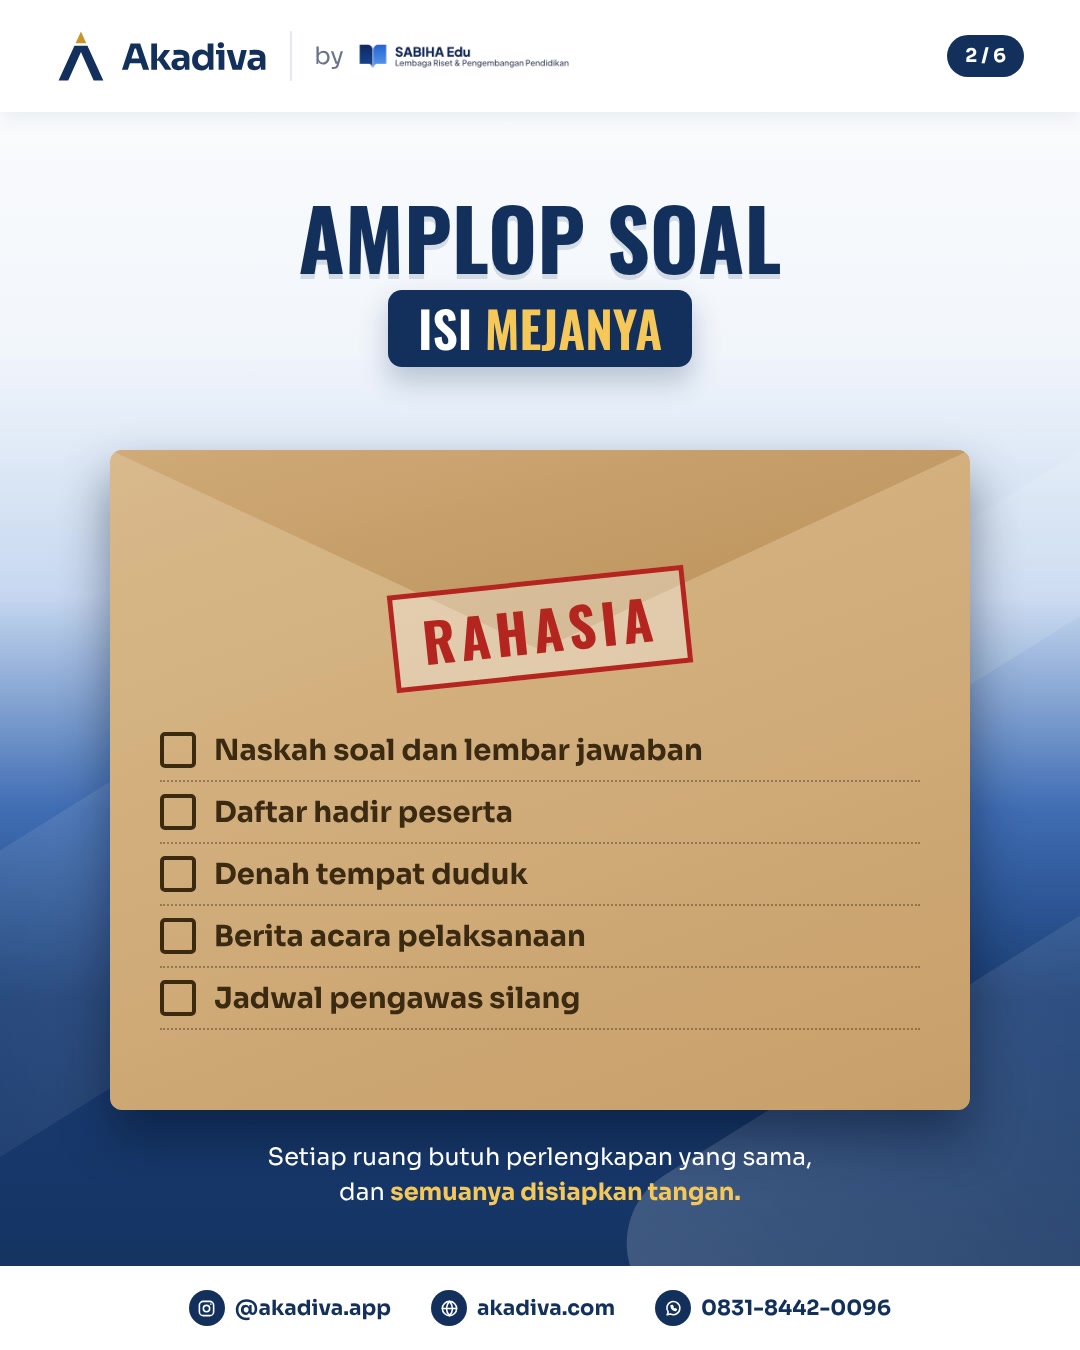 Akadiva
by
SABIHA Edu
Lembaga Riset & Pengembangan Pendidikan
2 / 6
AMPLOP SOAL
ISI MEJANYA
RAHASIA
Naskah soal dan lembar jawaban
Daftar hadir peserta
Denah tempat duduk
Berita acara pelaksanaan
Jadwal pengawas silang
Setiap ruang butuh perlengkapan yang sama,
dan semuanya disiapkan tangan.
@akadiva.app
akadiva.com
0831-8442-0096